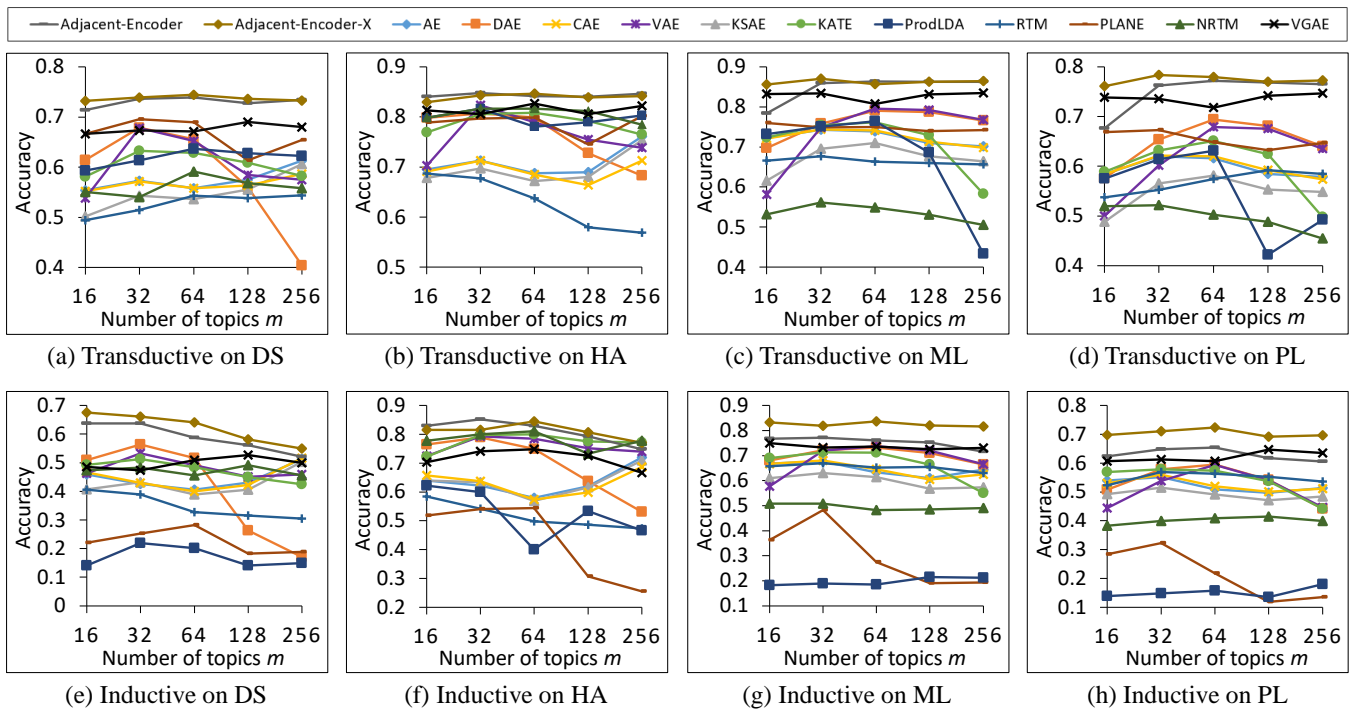 Adjacent-Encoder Adjacent-Encoder-X AE DAE CAE VAE KSAE KATE ProdLDA RTM PLANE NRTM VGAE
0.8
0.7
0.6
0.5
0.4
Accuracy
16 32 64 128 256
Number of topics m
(a) Transductive on DS
0.9
0.8
0.7
0.6
0.5
Accuracy
16 32 64 128 256
Number of topics m
(b) Transductive on HA
0.9
0.8
0.7
0.6
0.5
0.4
Accuracy
16 32 64 128 256
Number of topics m
(c) Transductive on ML
0.8
0.7
0.6
0.5
0.4
Accuracy
16 32 64 128 256
Number of topics m
(d) Transductive on PL
0.7
0.6
0.5
0.4
0.3
0.2
0.1
0
Accuracy
16 32 64 128 256
Number of topics m
(e) Inductive on DS
0.9
0.8
0.7
0.6
0.5
0.4
0.3
0.2
Accuracy
16 32 64 128 256
Number of topics m
(f) Inductive on HA
0.9
0.8
0.7
0.6
0.5
0.4
0.3
0.2
0.1
Accuracy
16 32 64 128 256
Number of topics m
(g) Inductive on ML
0.8
0.7
0.6
0.5
0.4
0.3
0.2
0.1
Accuracy
16 32 64 128 256
Number of topics m
(h) Inductive on PL